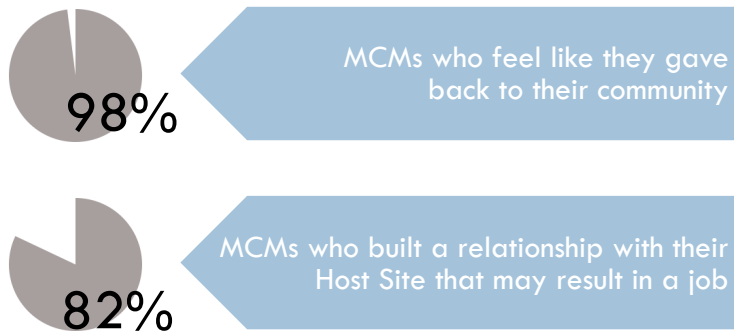 98%
MCMs who feel like they gave
back to their community
82%
MCMs who built a relationship with their
Host Site that may result in a job